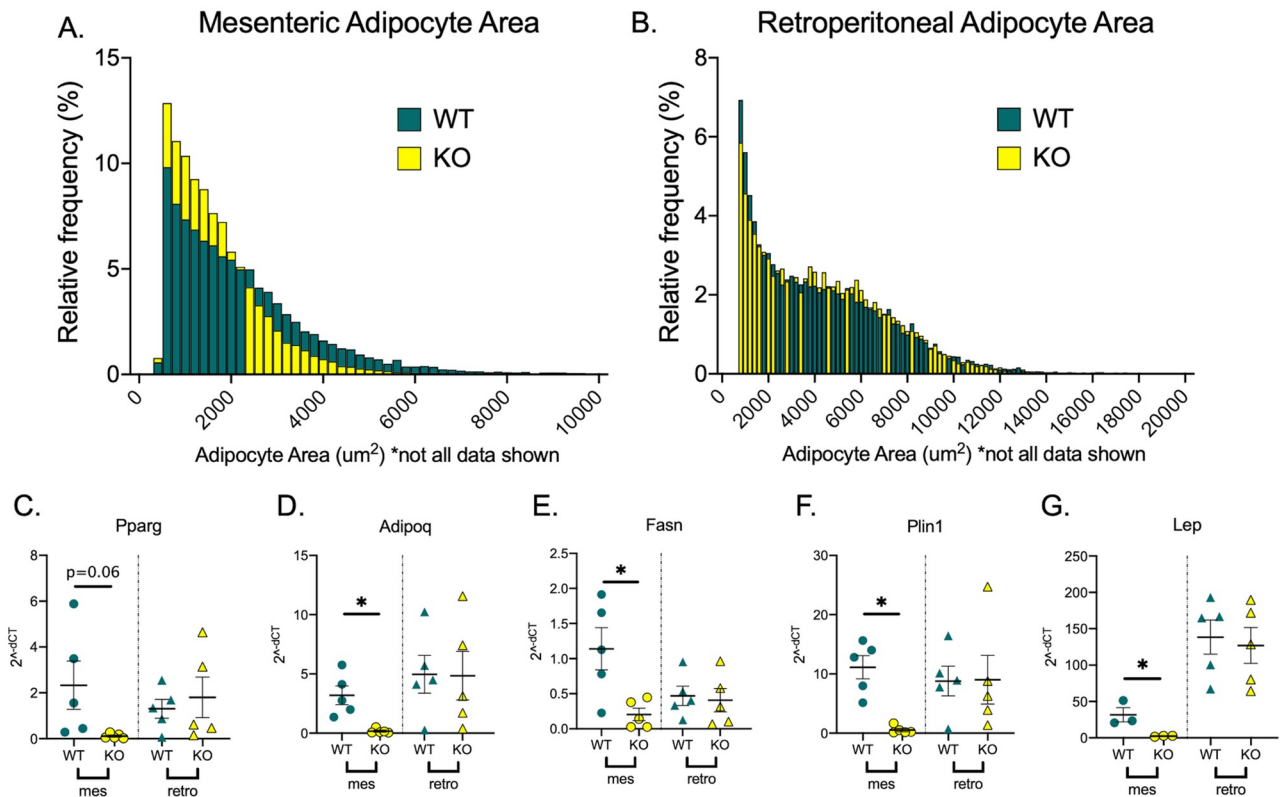 A.
Mesenteric Adipocyte Area
Relative frequency (%)
15
10
5
0
WT
KO
0
2000
4000
6000
8000
10000
Adipocyte Area (um²) *not all data shown
B.
Retroperitoneal Adipocyte Area
Relative frequency (%)
8
6
4
2
0
WT
KO
0
2000
4000
6000
8000
10000
12000
14000
16000
18000
20000
Adipocyte Area (um²) *not all data shown
C.
Pparg
2^-dCT
8
6
4
2
0
p=0.06
WT
KO
WT
KO
mes
retro
D.
Adipoq
2^-dCT
15
10
5
0
*
WT
KO
WT
KO
mes
retro
E.
Fasn
2^-dCT
2.5
2.0
1.5
1.0
0.5
0.0
*
WT
KO
WT
KO
mes
retro
F.
Plin1
2^-dCT
30
20
10
0
*
WT
KO
WT
KO
mes
retro
G.
Lep
2^-dCT
250
200
150
100
50
0
*
WT
KO
WT
KO
mes
retro